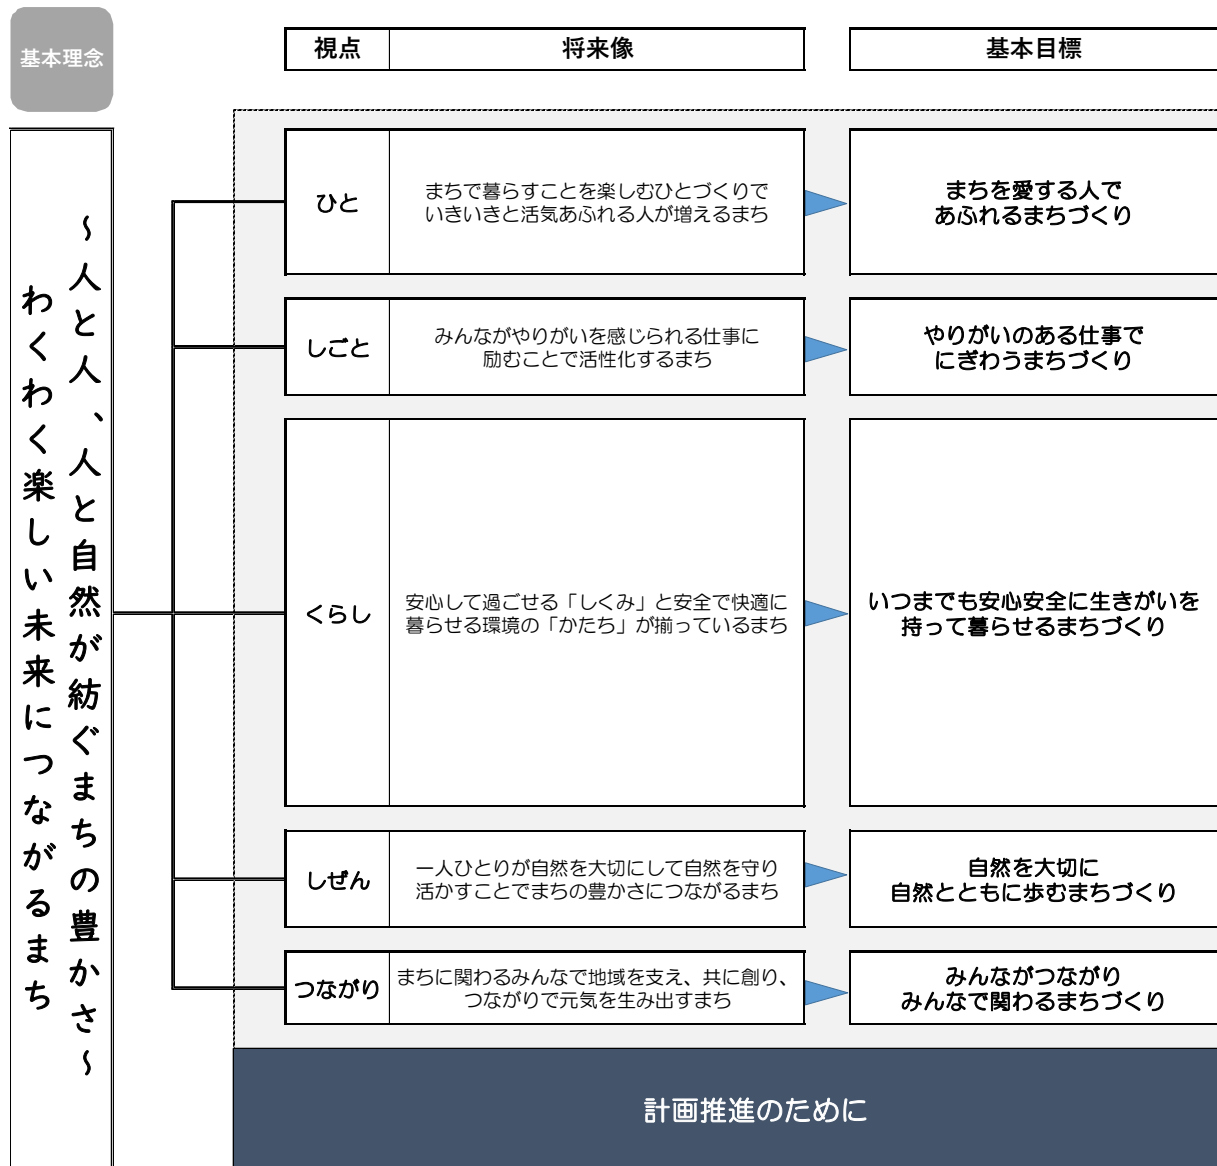 基本理念
視点
将来像
基本目標
～人と人、人と自然が紡ぐまちの豊かさ～
わくわく楽しい未来につながるまち
ひと
まちで暮らすことを楽しむひとづくりで
いきいきと活気あふれる人が増えるまち
まちを愛する人で
あふれるまちづくり
しごと
みんながやりがいを感じられる仕事に
励むことで活性化するまち
やりがいのある仕事で
にぎわうまちづくり
くらし
安心して過ごせる「しくみ」と安全で快適に
暮らせる環境の「かたち」が揃っているまち
いつまでも安心安全に生きがいを
持って暮らせるまちづくり
しぜん
一人ひとりが自然を大切にして自然を守り
活かすことでまちの豊かさにつながるまち
自然を大切に
自然とともに歩むまちづくり
つながり
まちに関わるみんなで地域を支え、共に創り、
つながりで元気を生み出すまち
みんながつながり
みんなで関わるまちづくり
計画推進のために